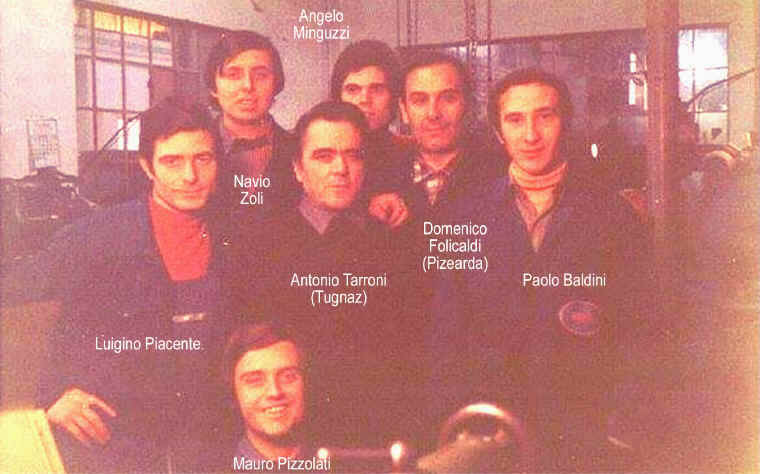 Angelo
Minguzzi
Navio
Zoli
Domenico
Folicaldi
(Pizearda)
Antonio Tarroni
(Tugnaz)
Paolo Baldini
Luigino Piacente.
Mauro Pizzolati